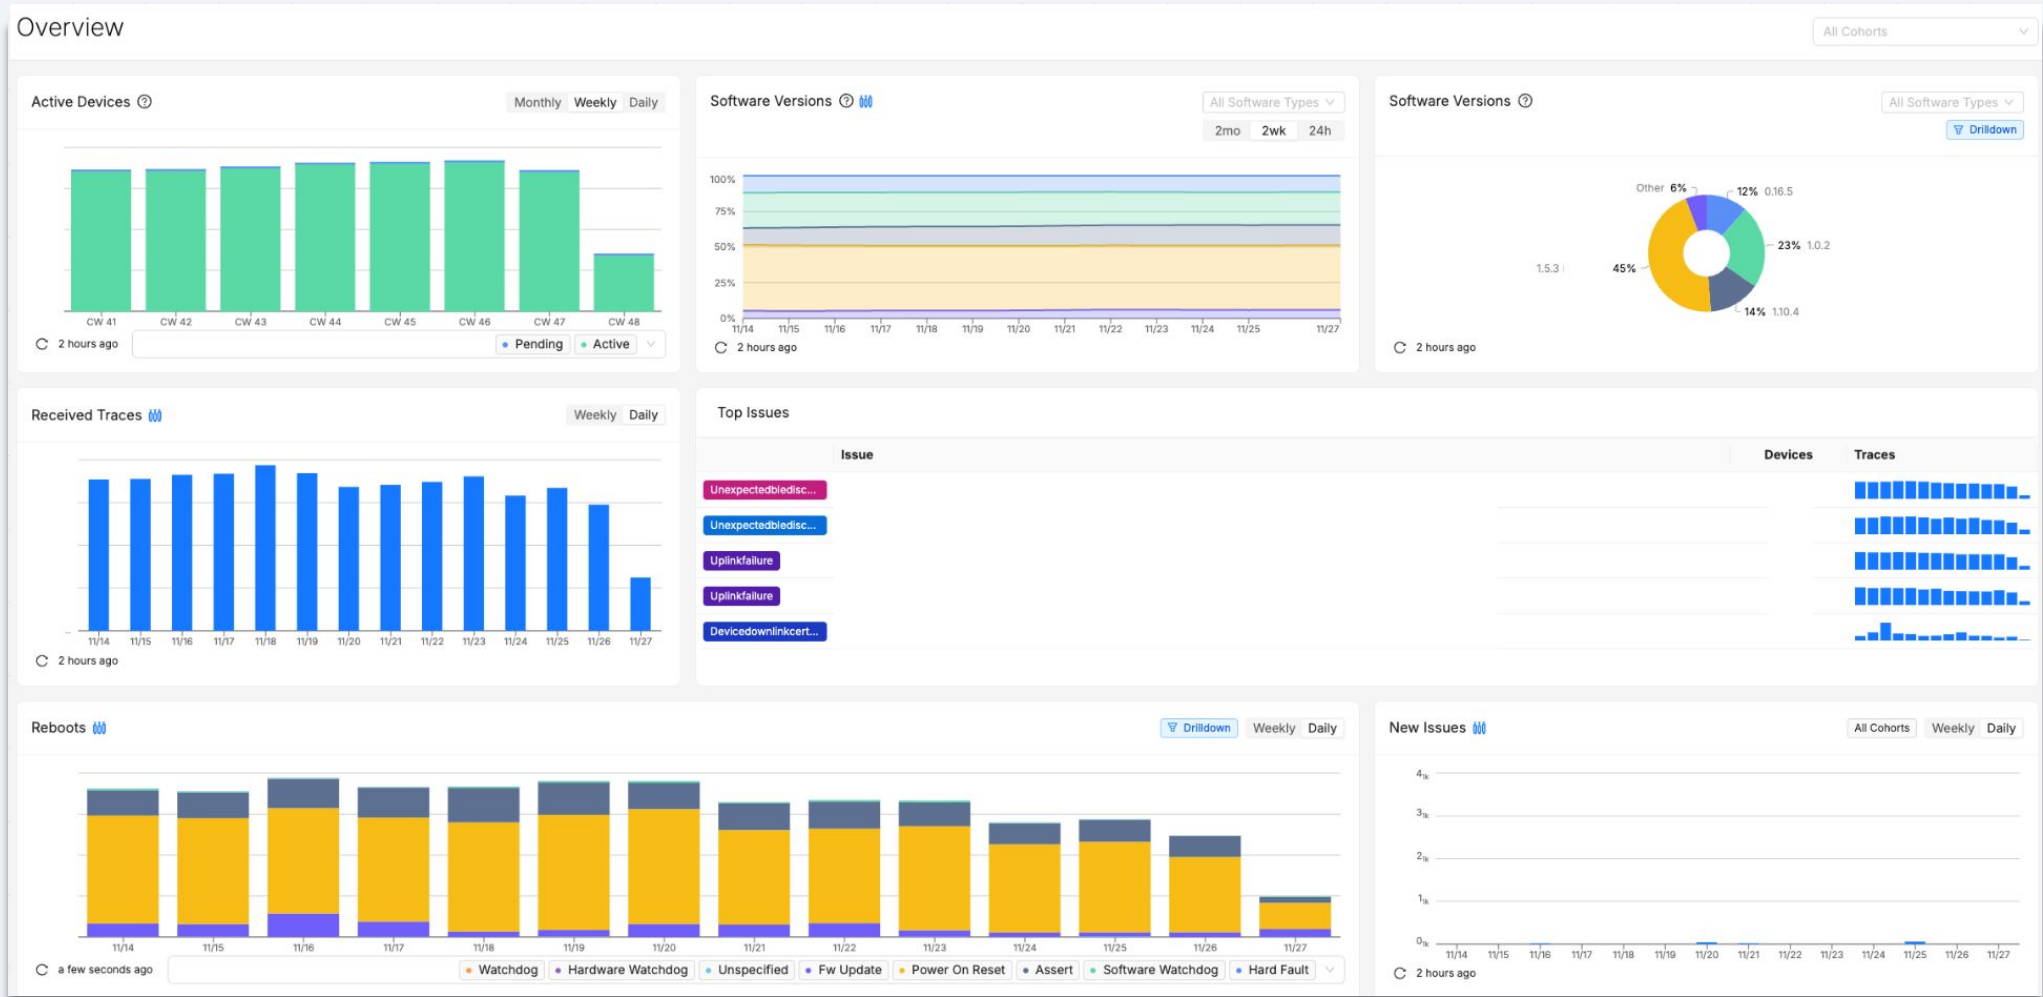 Overview
All Cohorts
Active Devices
Monthly Weekly Daily
CW 41 CW 42 CW 43 CW 44 CW 45 CW 46 CW 47 CW 48
2 hours ago
Pending Active
Software Versions
All Software Types
2mo 2wk 24h
100%
75%
50%
25%
0%
11/14 11/15 11/16 11/17 11/18 11/19 11/20 11/21 11/22 11/23 11/24 11/25 11/27
2 hours ago
Software Versions
All Software Types
Drilldown
Other 6%
12% 0.16.5
23% 1.0.2
1.5.3 45%
14% 1.10.4
2 hours ago
Received Traces
Weekly Daily
11/14 11/15 11/16 11/17 11/18 11/19 11/20 11/21 11/22 11/23 11/24 11/25 11/26 11/27
2 hours ago
Top Issues
Issue Devices Traces
Unexpectedbledisc...
Unexpectedbledisc...
Uplinkfailure
Uplinkfailure
Devicedownlinkcert...
Reboots
Drilldown
Weekly Daily
11/14 11/15 11/16 11/17 11/18 11/19 11/20 11/21 11/22 11/23 11/24 11/25 11/26 11/27
a few seconds ago
Watchdog Hardware Watchdog Unspecified Fw Update Power On Reset Assert Software Watchdog Hard Fault
New Issues
All Cohorts
Weekly Daily
4 1k
3 1k
2 1k
1 1k
0 1k
11/14 11/15 11/16 11/17 11/18 11/19 11/20 11/21 11/22 11/23 11/24 11/25 11/26 11/27
2 hours ago